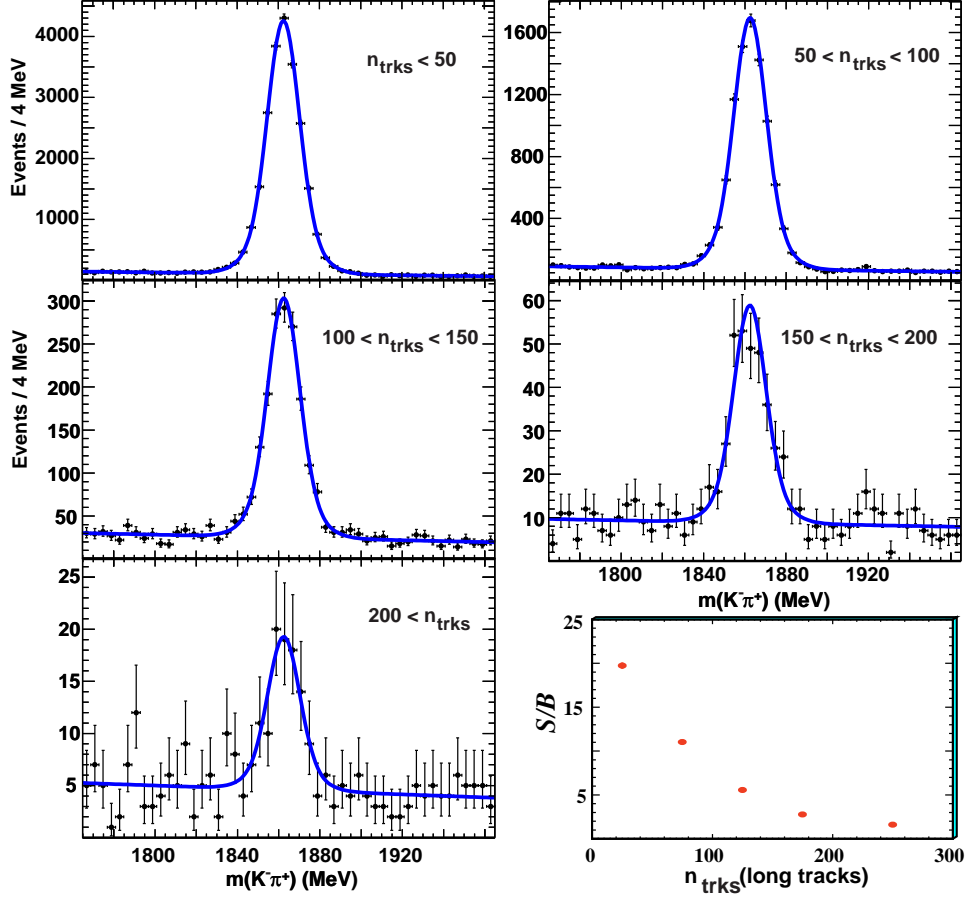 4000
3000
2000
1000
Events / 4 MeV
n_trks < 50
1600
1200
800
400
50 < n_trks < 100
300
250
200
150
100
50
Events / 4 MeV
100 < n_trks < 150
60
50
40
30
20
10
150 < n_trks < 200
1800 1840 1880 1920
m(K⁻π⁺) (MeV)
25
20
15
10
5
200 < n_trks
1800 1840 1880 1920
m(K⁻π⁺) (MeV)
25
15
5
S/B
0 100 200 300
n_trks(long tracks)